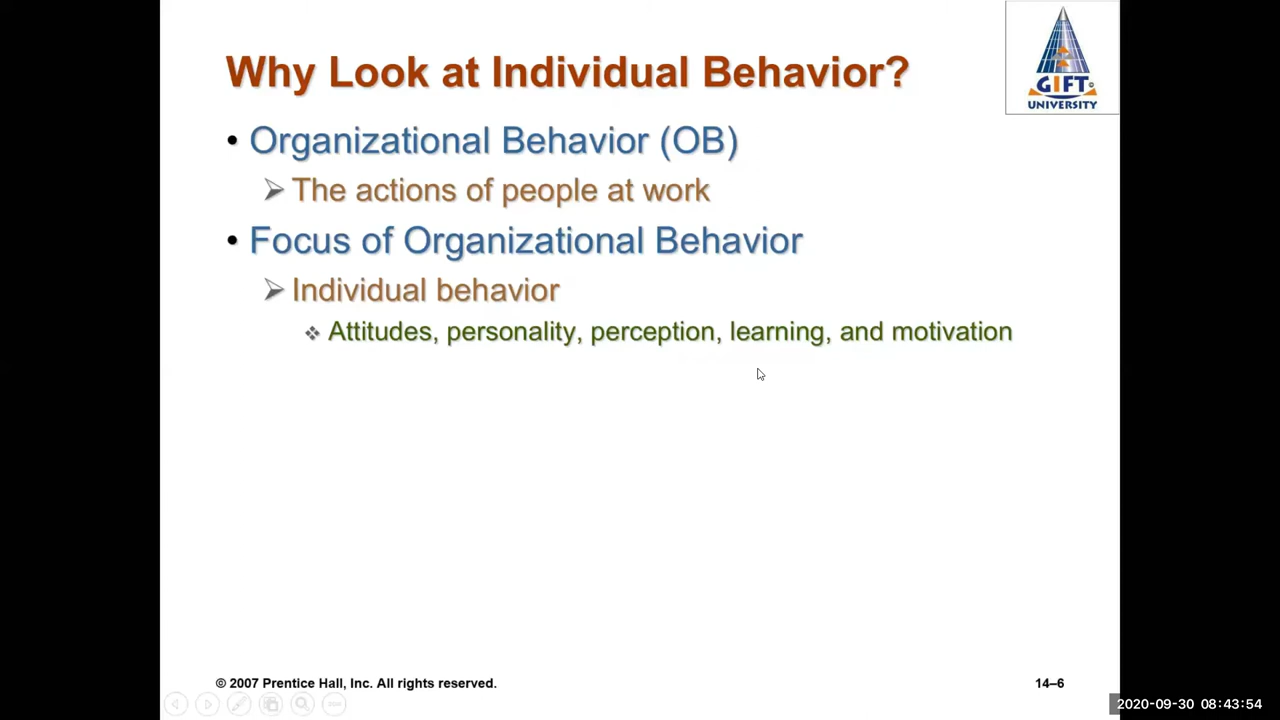 Why Look at Individual Behavior?
GIFT
UNIVERSITY
• Organizational Behavior (OB)
➢ The actions of people at work
• Focus of Organizational Behavior
➢ Individual behavior
❖ Attitudes, personality, perception, learning, and motivation
© 2007 Prentice Hall, Inc. All rights reserved.
14–6
2020-09-30 08:43:54